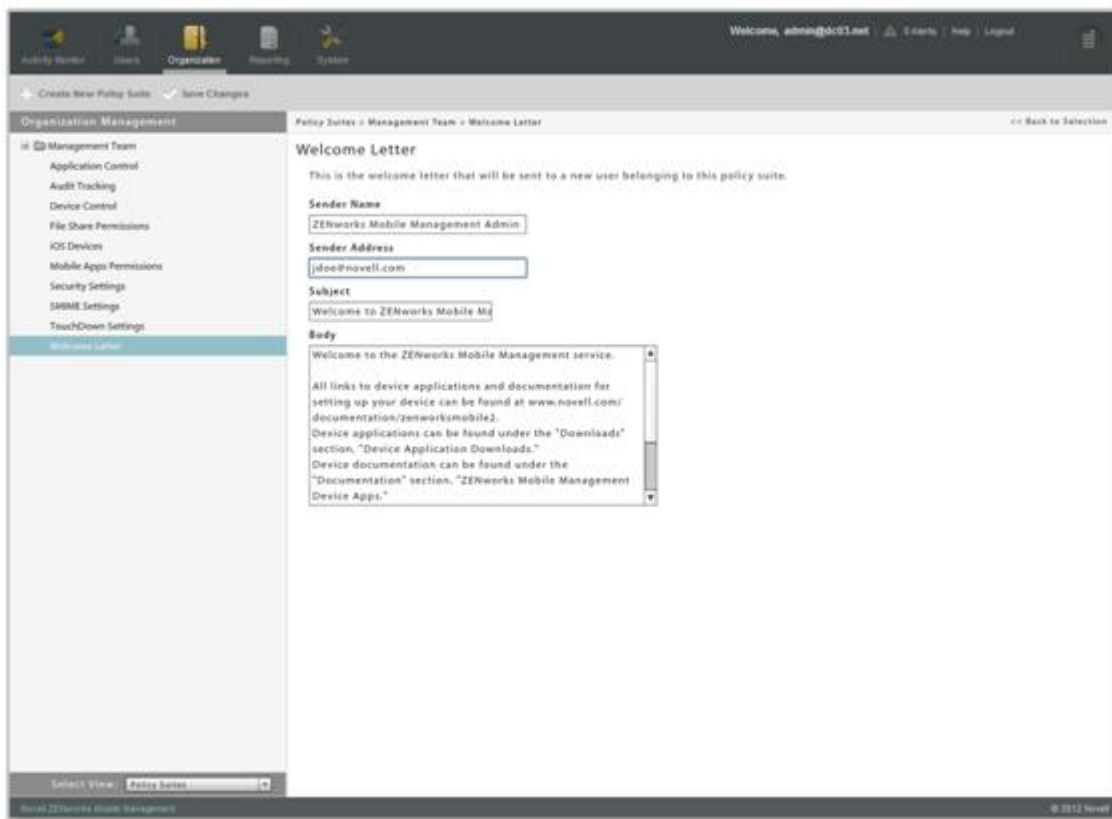 Activity Monitor
Users
Organization
Reporting
System
Welcome, admin@dc03.net | 0 Alerts | Help | Logout
Create New Policy Suite
Save Changes
Organization Management
Management Team
Application Control
Audit Tracking
Device Control
File Share Permissions
iOS Devices
Mobile Apps Permissions
Security Settings
SMIME Settings
TouchDown Settings
Welcome Letter
Select View: Policy Suites
Policy Suites > Management Team > Welcome Letter
<< Back to Selection
Welcome Letter
This is the welcome letter that will be sent to a new user belonging to this policy suite.
Sender Name
ZENworks Mobile Management Admin
Sender Address
jdoe@novell.com
Subject
Welcome to ZENworks Mobile Ma
Body
Welcome to the ZENworks Mobile Management service.
All links to device applications and documentation for
setting up your device can be found at www.novell.com/
documentation/zenworksmobile2.
Device applications can be found under the "Downloads"
section, "Device Application Downloads."
Device documentation can be found under the
"Documentation" section, "ZENworks Mobile Management
Device Apps."
Novell ZENworks Mobile Management
© 2012 Novell